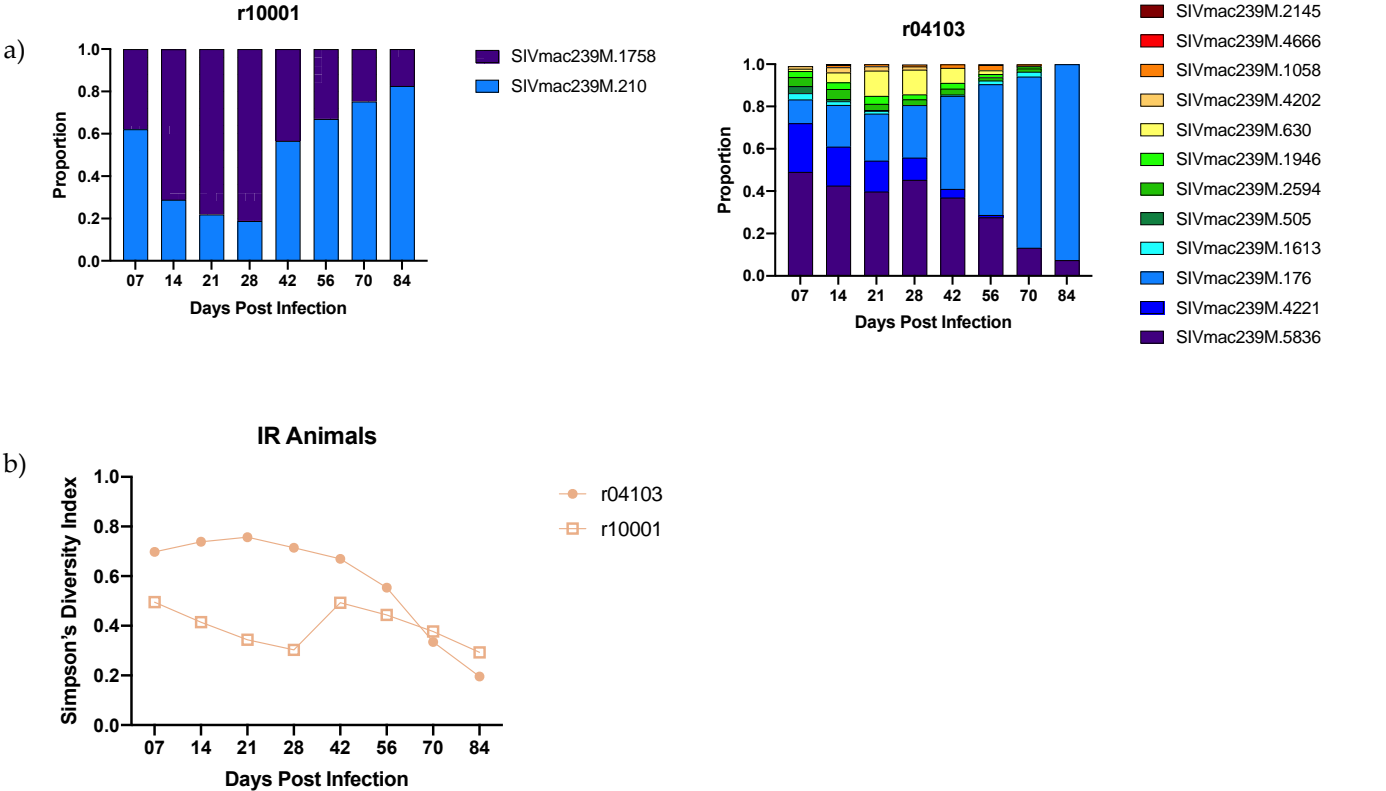 a)
r10001
1.0
0.8
0.6
0.4
0.2
0.0
Proportion
07 14 21 28 42 56 70 84
Days Post Infection
SIVmac239M.1758
SIVmac239M.210
r04103
1.0
0.8
0.6
0.4
0.2
0.0
Proportion
07 14 21 28 42 56 70 84
Days Post Infection
SIVmac239M.2145
SIVmac239M.4666
SIVmac239M.1058
SIVmac239M.4202
SIVmac239M.630
SIVmac239M.1946
SIVmac239M.2594
SIVmac239M.505
SIVmac239M.1613
SIVmac239M.176
SIVmac239M.4221
SIVmac239M.5836
b)
IR Animals
1.0
0.8
0.6
0.4
0.2
0.0
Simpson's Diversity Index
07 14 21 28 42 56 70 84
Days Post Infection
r04103
r10001